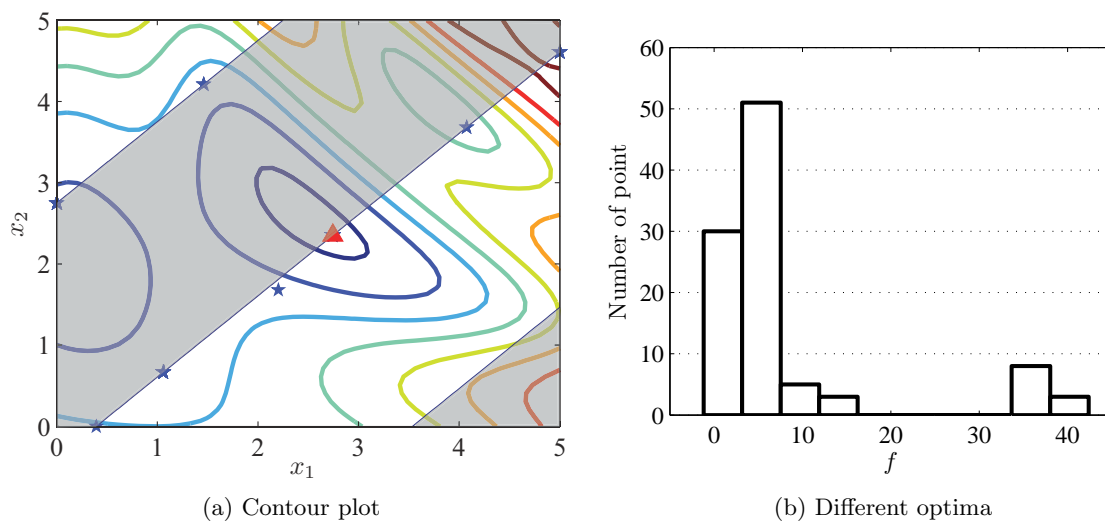 5
4
3
2
1
0
x₂
0 1 2 3 4 5
x₁
(a) Contour plot
60
50
40
30
20
10
0
Number of point
0 10 20 30 40
f
(b) Different optima